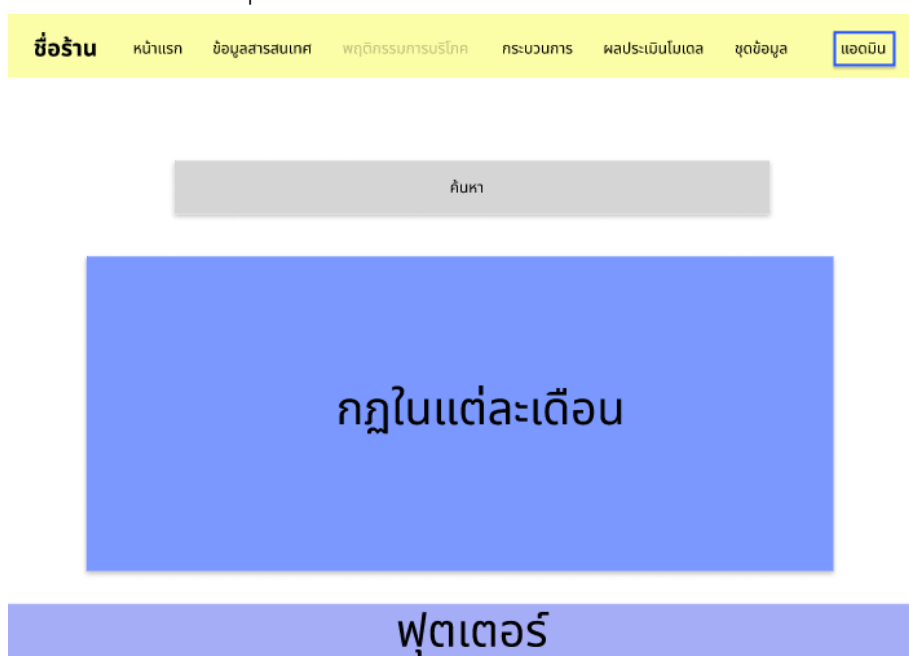 ชื่อร้าน หน้าแรก ข้อมูลสารสนเทศ พฤติกรรมการบริโภค กระบวนการ ผลประเมินโมเดล ชุดข้อมูล แอดมิน
ค้นหา
กฏในแต่ละเดือน
ฟุตเตอร์